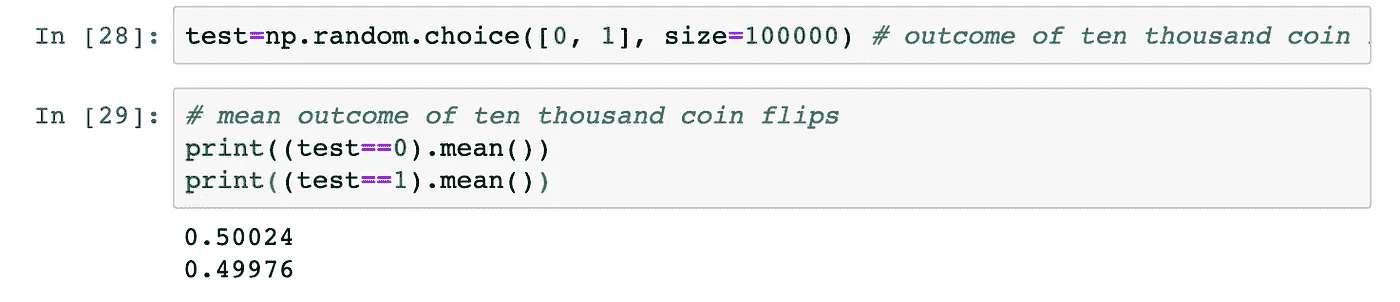 In [28]: test=np.random.choice([0, 1], size=100000) # outcome of ten thousand coin
In [29]: # mean outcome of ten thousand coin flips
print((test==0).mean())
print((test==1).mean())
0.50024
0.49976